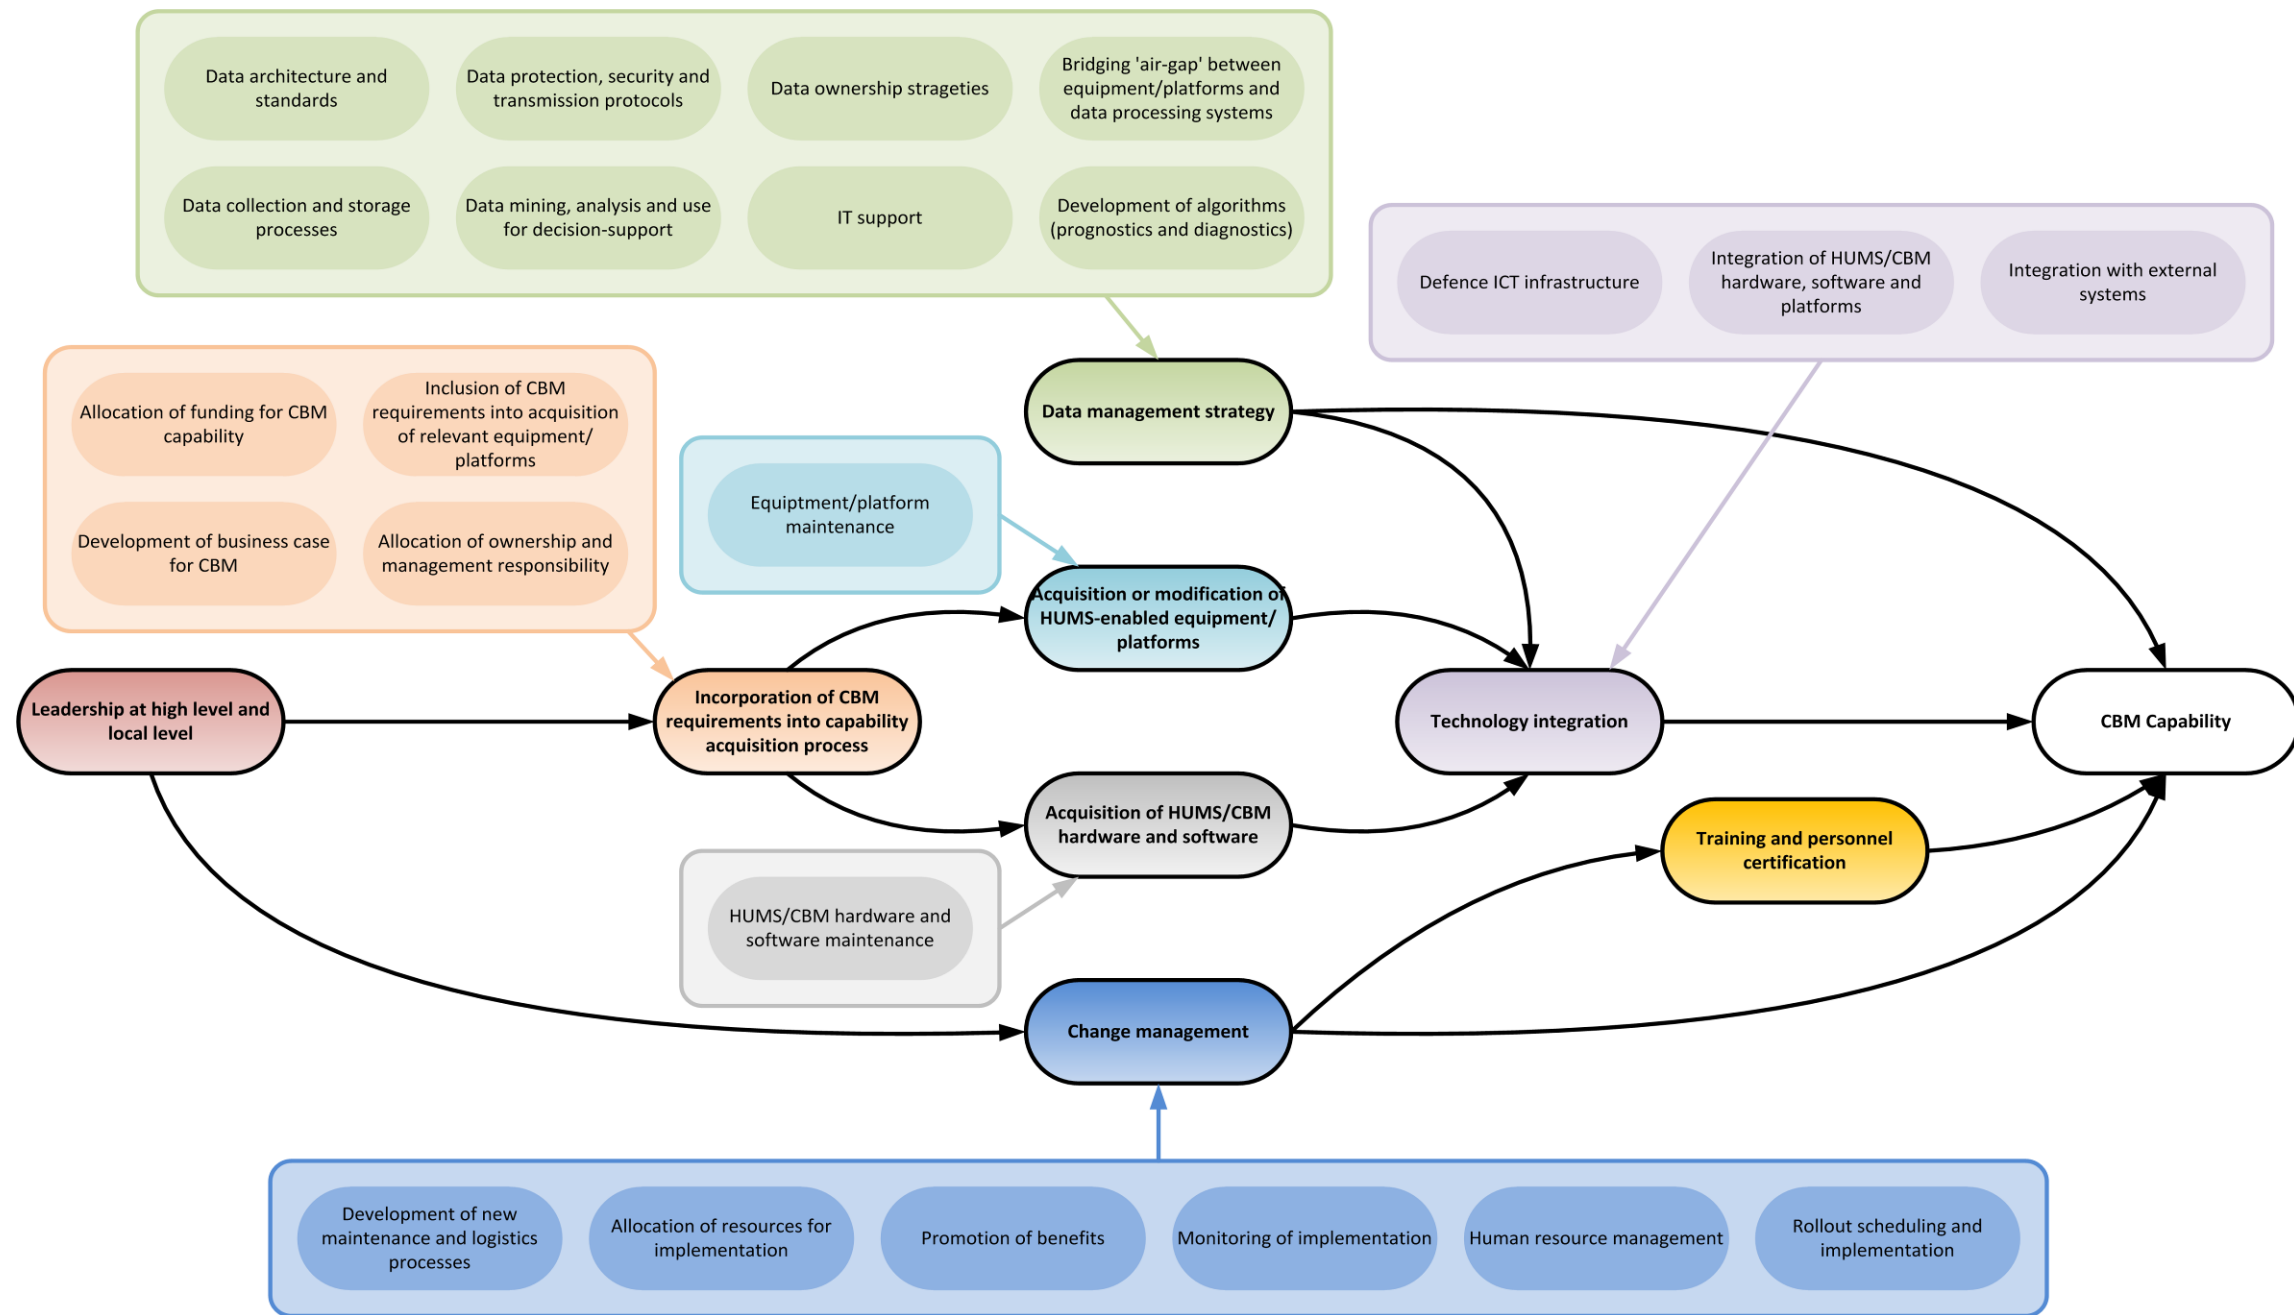 Data architecture and
standards
Data protection, security and
transmission protocols
Data ownership strageties
Bridging 'air-gap' between
equipment/platforms and
data processing systems
Data collection and storage
processes
Data mining, analysis and use
for decision-support
IT support
Development of algorithms
(prognostics and diagnostics)
Defence ICT infrastructure
Integration of HUMS/CBM
hardware, software and
platforms
Integration with external
systems
Allocation of funding for CBM
capability
Inclusion of CBM
requirements into acquisition
of relevant equipment/
platforms
Development of business case
for CBM
Allocation of ownership and
management responsibility
Data management strategy
Equiptment/platform
maintenance
Acquisition or modification of
HUMS-enabled equipment/
platforms
Leadership at high level and
local level
Incorporation of CBM
requirements into capability
acquisition process
Technology integration
CBM Capability
Acquisition of HUMS/CBM
hardware and software
Training and personnel
certification
HUMS/CBM hardware and
software maintenance
Change management
Development of new
maintenance and logistics
processes
Allocation of resources for
implementation
Promotion of benefits
Monitoring of implementation
Human resource management
Rollout scheduling and
implementation